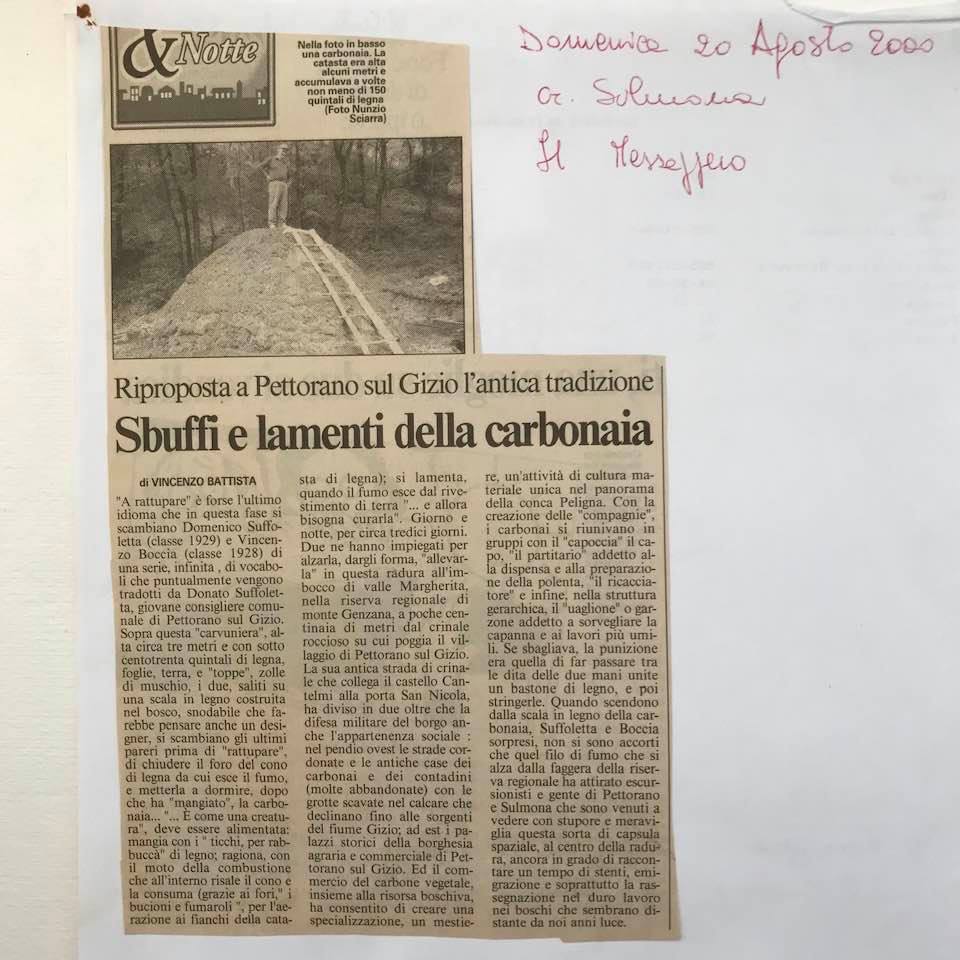 & Notte
Nella foto in basso
una carbonaia. La
catasta era alta
alcuni metri e
accumulava a volte
non meno di 150
quintali di legna
(Foto Nunzio
Sciarra)
Domenica 20 Agosto 2000
cr. Sulmona
Il Messaggero
Riproposta a Pettorano sul Gizio l'antica tradizione
Sbuffi e lamenti della carbonaia
di VINCENZO BATTISTA
"A rattupare" è forse l'ultimo
idioma che in questa fase si
scambiano Domenico Suffo-
letta (classe 1929) e Vincen-
zo Boccia (classe 1928) di
una serie, infinita , di vocabo-
li che puntualmente vengono
tradotti da Donato Suffolet-
ta, giovane consigliere comu-
nale di Pettorano sul Gizio.
Sopra questa "carvuniera", al-
ta circa tre metri e con sotto
centotrenta quintali di legna,
foglie, terra, e "toppe", zolle
di muschio, i due, saliti su
una scala in legno costruita
nel bosco, snodabile che fa-
rebbe pensare anche un desi-
gner, si scambiano gli ultimi
pareri prima di "rattupare",
di chiudere il foro del cono
di legna da cui esce il fumo,
e metterla a dormire, dopo
che ha "mangiato", la carbo-
naia... "... È come una creatu-
ra", deve essere alimentata:
mangia con i " ticchi, per rab-
buccà" di legno; ragiona, con
il moto della combustione
che all'interno risale il cono e
la consuma (grazie ai fori," i
bucioni e fumaroli ", per l'ae-
razione ai fianchi della cata-
sta di legna); si lamenta,
quando il fumo esce dal rive-
stimento di terra "... e allora
bisogna curarla". Giorno e
notte, per circa tredici giorni.
Due ne hanno impiegati per
alzarla, dargli forma, "allevar-
la" in questa radura all'im-
bocco di valle Margherita,
nella riserva regionale di
monte Genzana, a poche cen-
tinaia di metri dal crinale
roccioso su cui poggia il vil-
laggio di Pettorano sul Gizio.
La sua antica strada di crina-
le che collega il castello Can-
telmi alla porta San Nicola,
ha diviso in due oltre che la
difesa militare del borgo an-
che l'appartenenza sociale :
nel pendio ovest le strade cor-
donate e le antiche case dei
carbonai e dei contadini
(molte abbandonate) con le
grotte scavate nel calcare che
declinano fino alle sorgenti
del fiume Gizio; ad est i pa-
lazzi storici della borghesia
agraria e commerciale di Pet-
torano sul Gizio. Ed il com-
mercio del carbone vegetale,
insieme alla risorsa boschiva,
ha consentito di creare una
specializzazione, un mestie-
re, un'attività di cultura ma-
teriale unica nel panorama
della conca Peligna. Con la
creazione delle "compagnie",
i carbonai si riunivano in
gruppi con il "capoccia" il ca-
po, "il partitario" addetto al-
la dispensa e alla preparazio-
ne della polenta, "il ricaccia-
tore" e infine, nella struttura
gerarchica, il "uaglione" o gar-
zone addetto a sorvegliare la
capanna e ai lavori più umi-
li. Se sbagliava, la punizione
era quella di far passare tra
le dita delle due mani unite
un bastone di legno, e poi
stringerle. Quando scendono
dalla scala in legno della car-
bonaia, Suffoletta e Boccia
sorpresi, non si sono accorti
che quel filo di fumo che si
alza dalla faggera della riser-
va regionale ha attirato escur-
sionisti e gente di Pettorano
e Sulmona che sono venuti a
vedere con stupore e meravi-
glia questa sorta di capsula
spaziale, al centro della radu-
ra, ancora in grado di raccon-
tare un tempo di stenti, emi-
grazione e soprattutto la ras-
segnazione nel duro lavoro
nei boschi che sembrano di-
stante da noi anni luce.